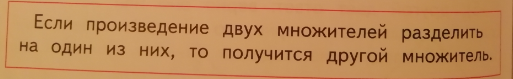 Если произведение двух множителей разделить
на один из них, то получится другой множитель.